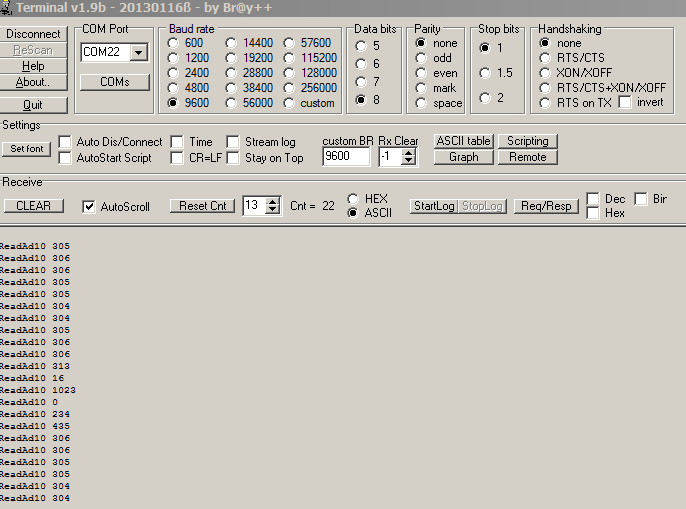 Terminal v1.9b - 20130116ß - by Br@y++
Disconnect
ReScan
Help
About..
Quit
COM Port
COM22
COMs
Baud rate
600 14400 57600
1200 19200 115200
2400 28800 128000
4800 38400 256000
9600 56000 custom
Data bits
5
6
7
8
Parity
none
odd
even
mark
space
Stop bits
1
1.5
2
Handshaking
none
RTS/CTS
XON/XOFF
RTS/CTS+XON/XOFF
RTS on TX invert
Settings
Set font
Auto Dis/Connect Time Stream log
AutoStart Script CR=LF Stay on Top
custom BR Rx Clear
9600 -1
ASCII table Scripting
Graph Remote
Receive
CLEAR AutoScroll Reset Cnt 13 Cnt = 22
HEX
ASCII
StartLog StopLog Req/Resp
Dec Bin
Hex
ReadAd10 305
ReadAd10 306
ReadAd10 306
ReadAd10 305
ReadAd10 305
ReadAd10 304
ReadAd10 304
ReadAd10 305
ReadAd10 306
ReadAd10 306
ReadAd10 313
ReadAd10 16
ReadAd10 1023
ReadAd10 0
ReadAd10 234
ReadAd10 435
ReadAd10 306
ReadAd10 306
ReadAd10 305
ReadAd10 305
ReadAd10 304
ReadAd10 304